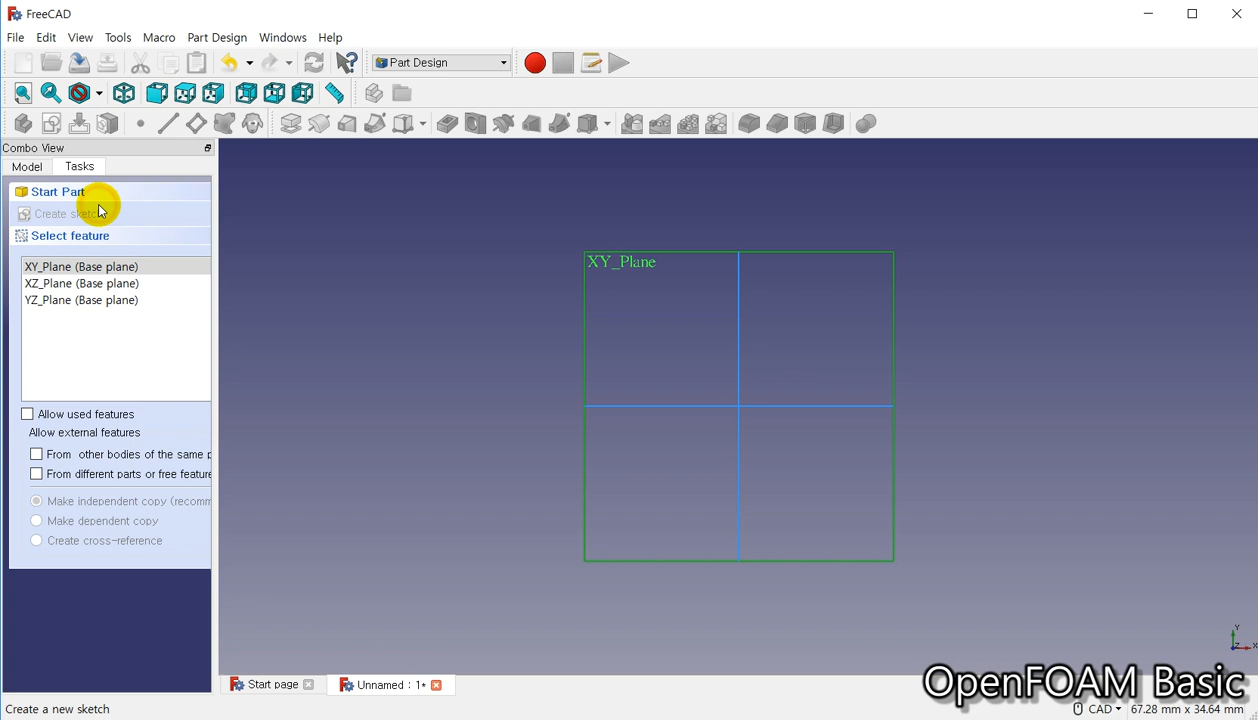 FreeCAD
File Edit View Tools Macro Part Design Windows Help
Part Design
Combo View
Model Tasks
Start Part
Create sketch
Select feature
XY_Plane (Base plane)
XZ_Plane (Base plane)
YZ_Plane (Base plane)
Allow used features
Allow external features
From other bodies of the same p
From different parts or free feature
Make independent copy (recomm
Make dependent copy
Create cross-reference
XY_Plane
Y
Z X
Start page Unnamed : 1*
OpenFOAM Basic
Create a new sketch CAD 67.28 mm x 34.64 mm